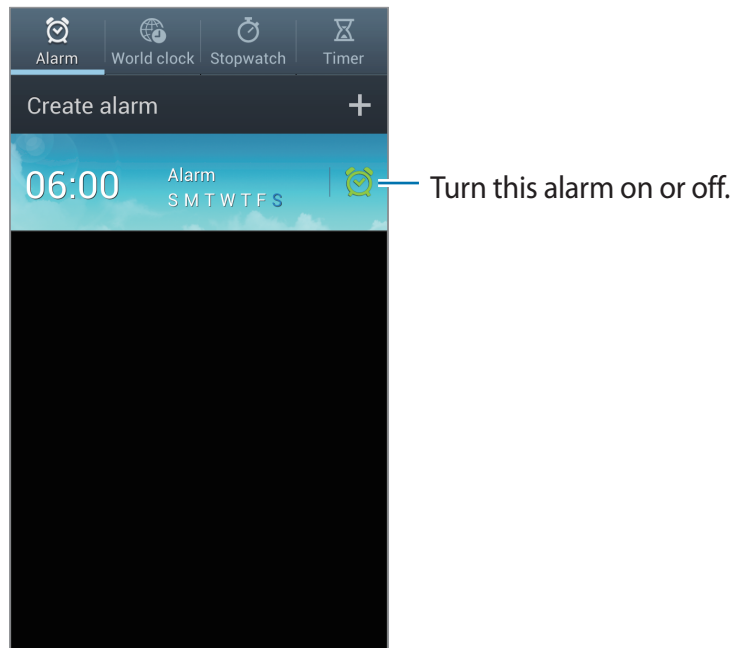 Alarm World clock Stopwatch Timer
Create alarm +
06:00 Alarm
S M T W T F S
Turn this alarm on or off.